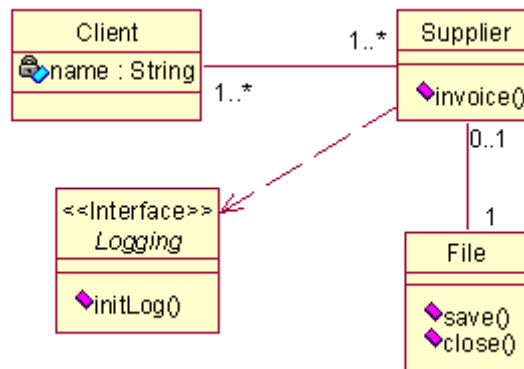 Client
name : String
1..*
1..*
Supplier
invoice()
0..1
1
<<Interface>>
Logging
initLog()
File
save()
close()